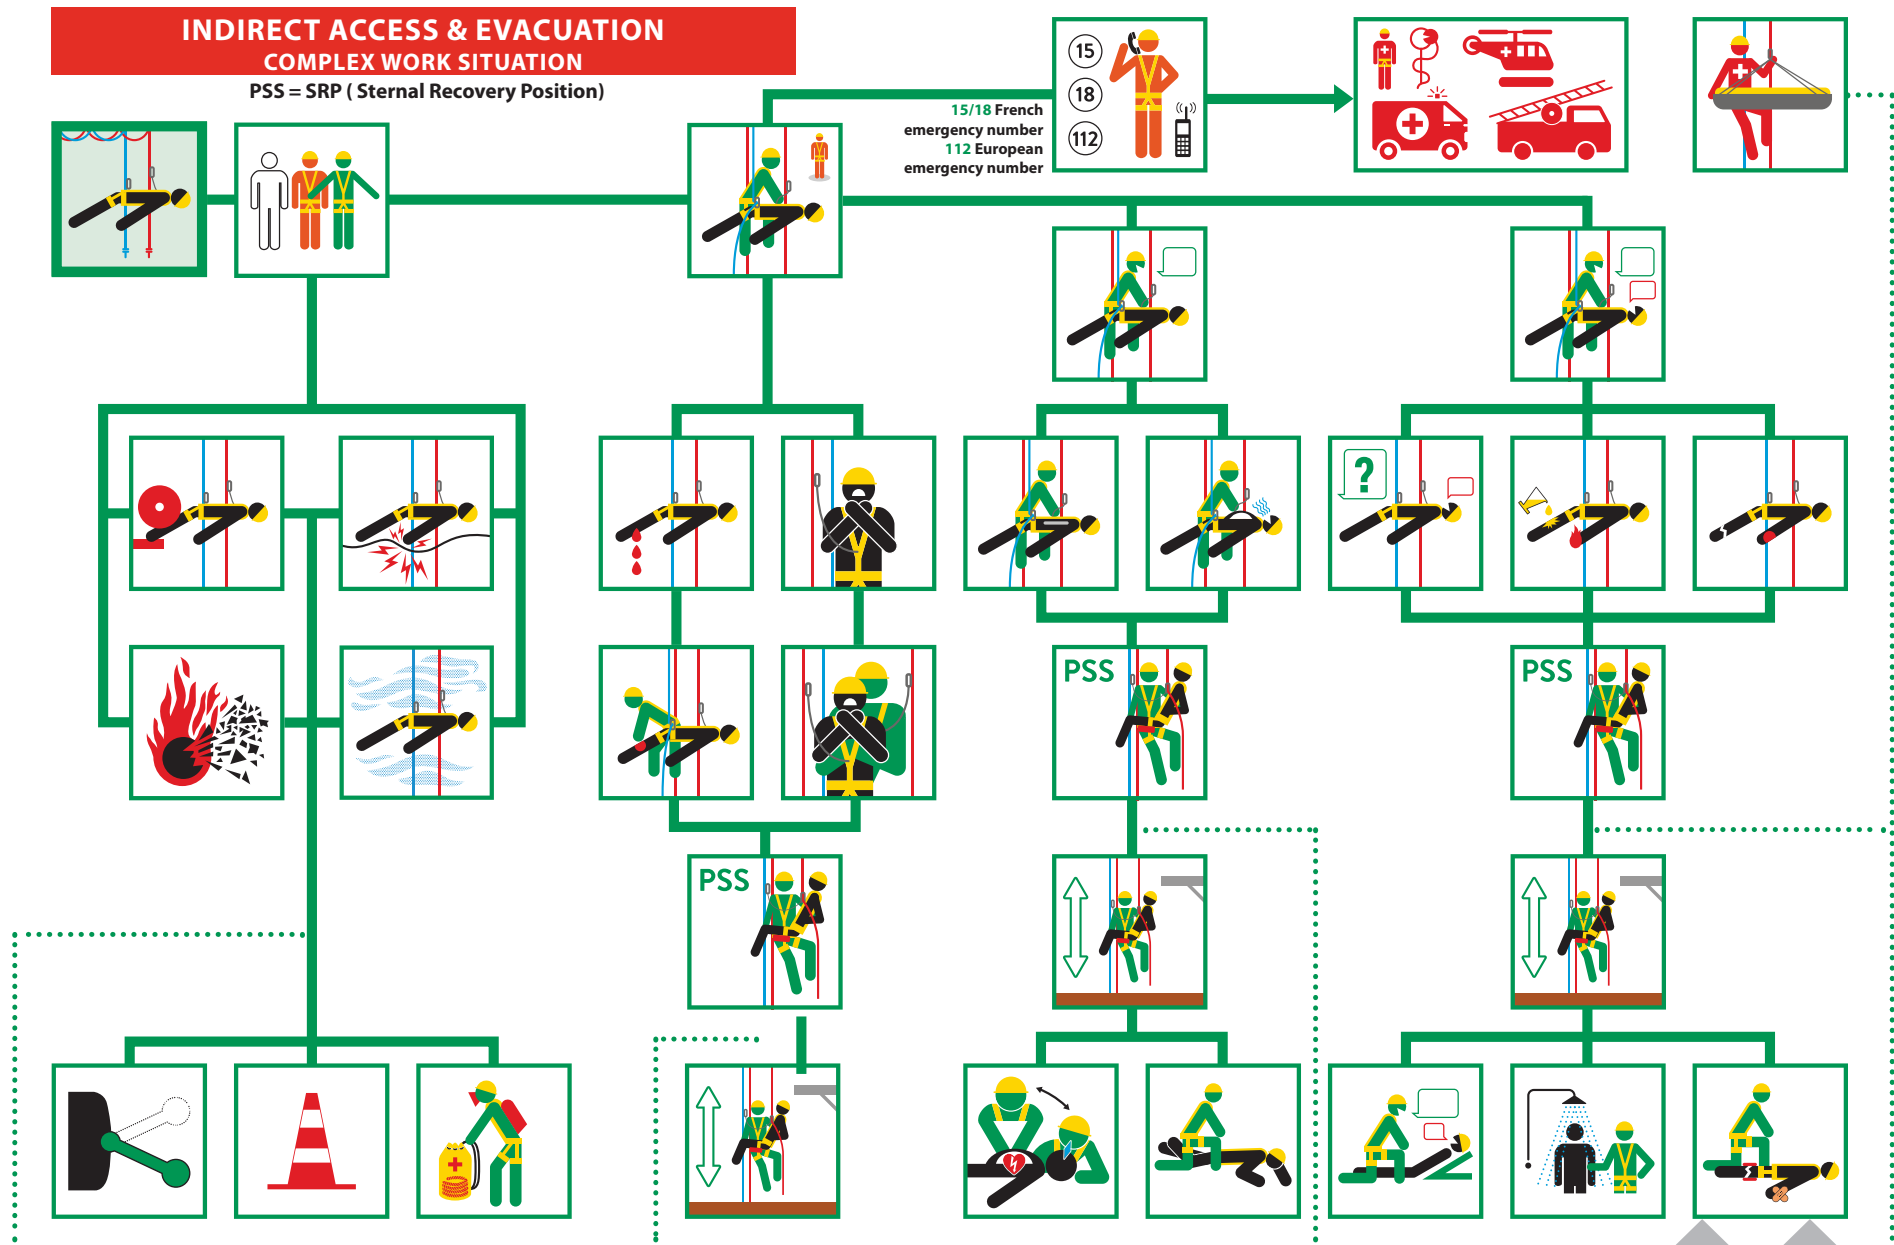 INDIRECT ACCESS & EVACUATION
COMPLEX WORK SITUATION
PSS = SRP ( Sternal Recovery Position)
15/18 French
emergency number
112 European
emergency number
15
18
112
?
PSS
PSS
PSS